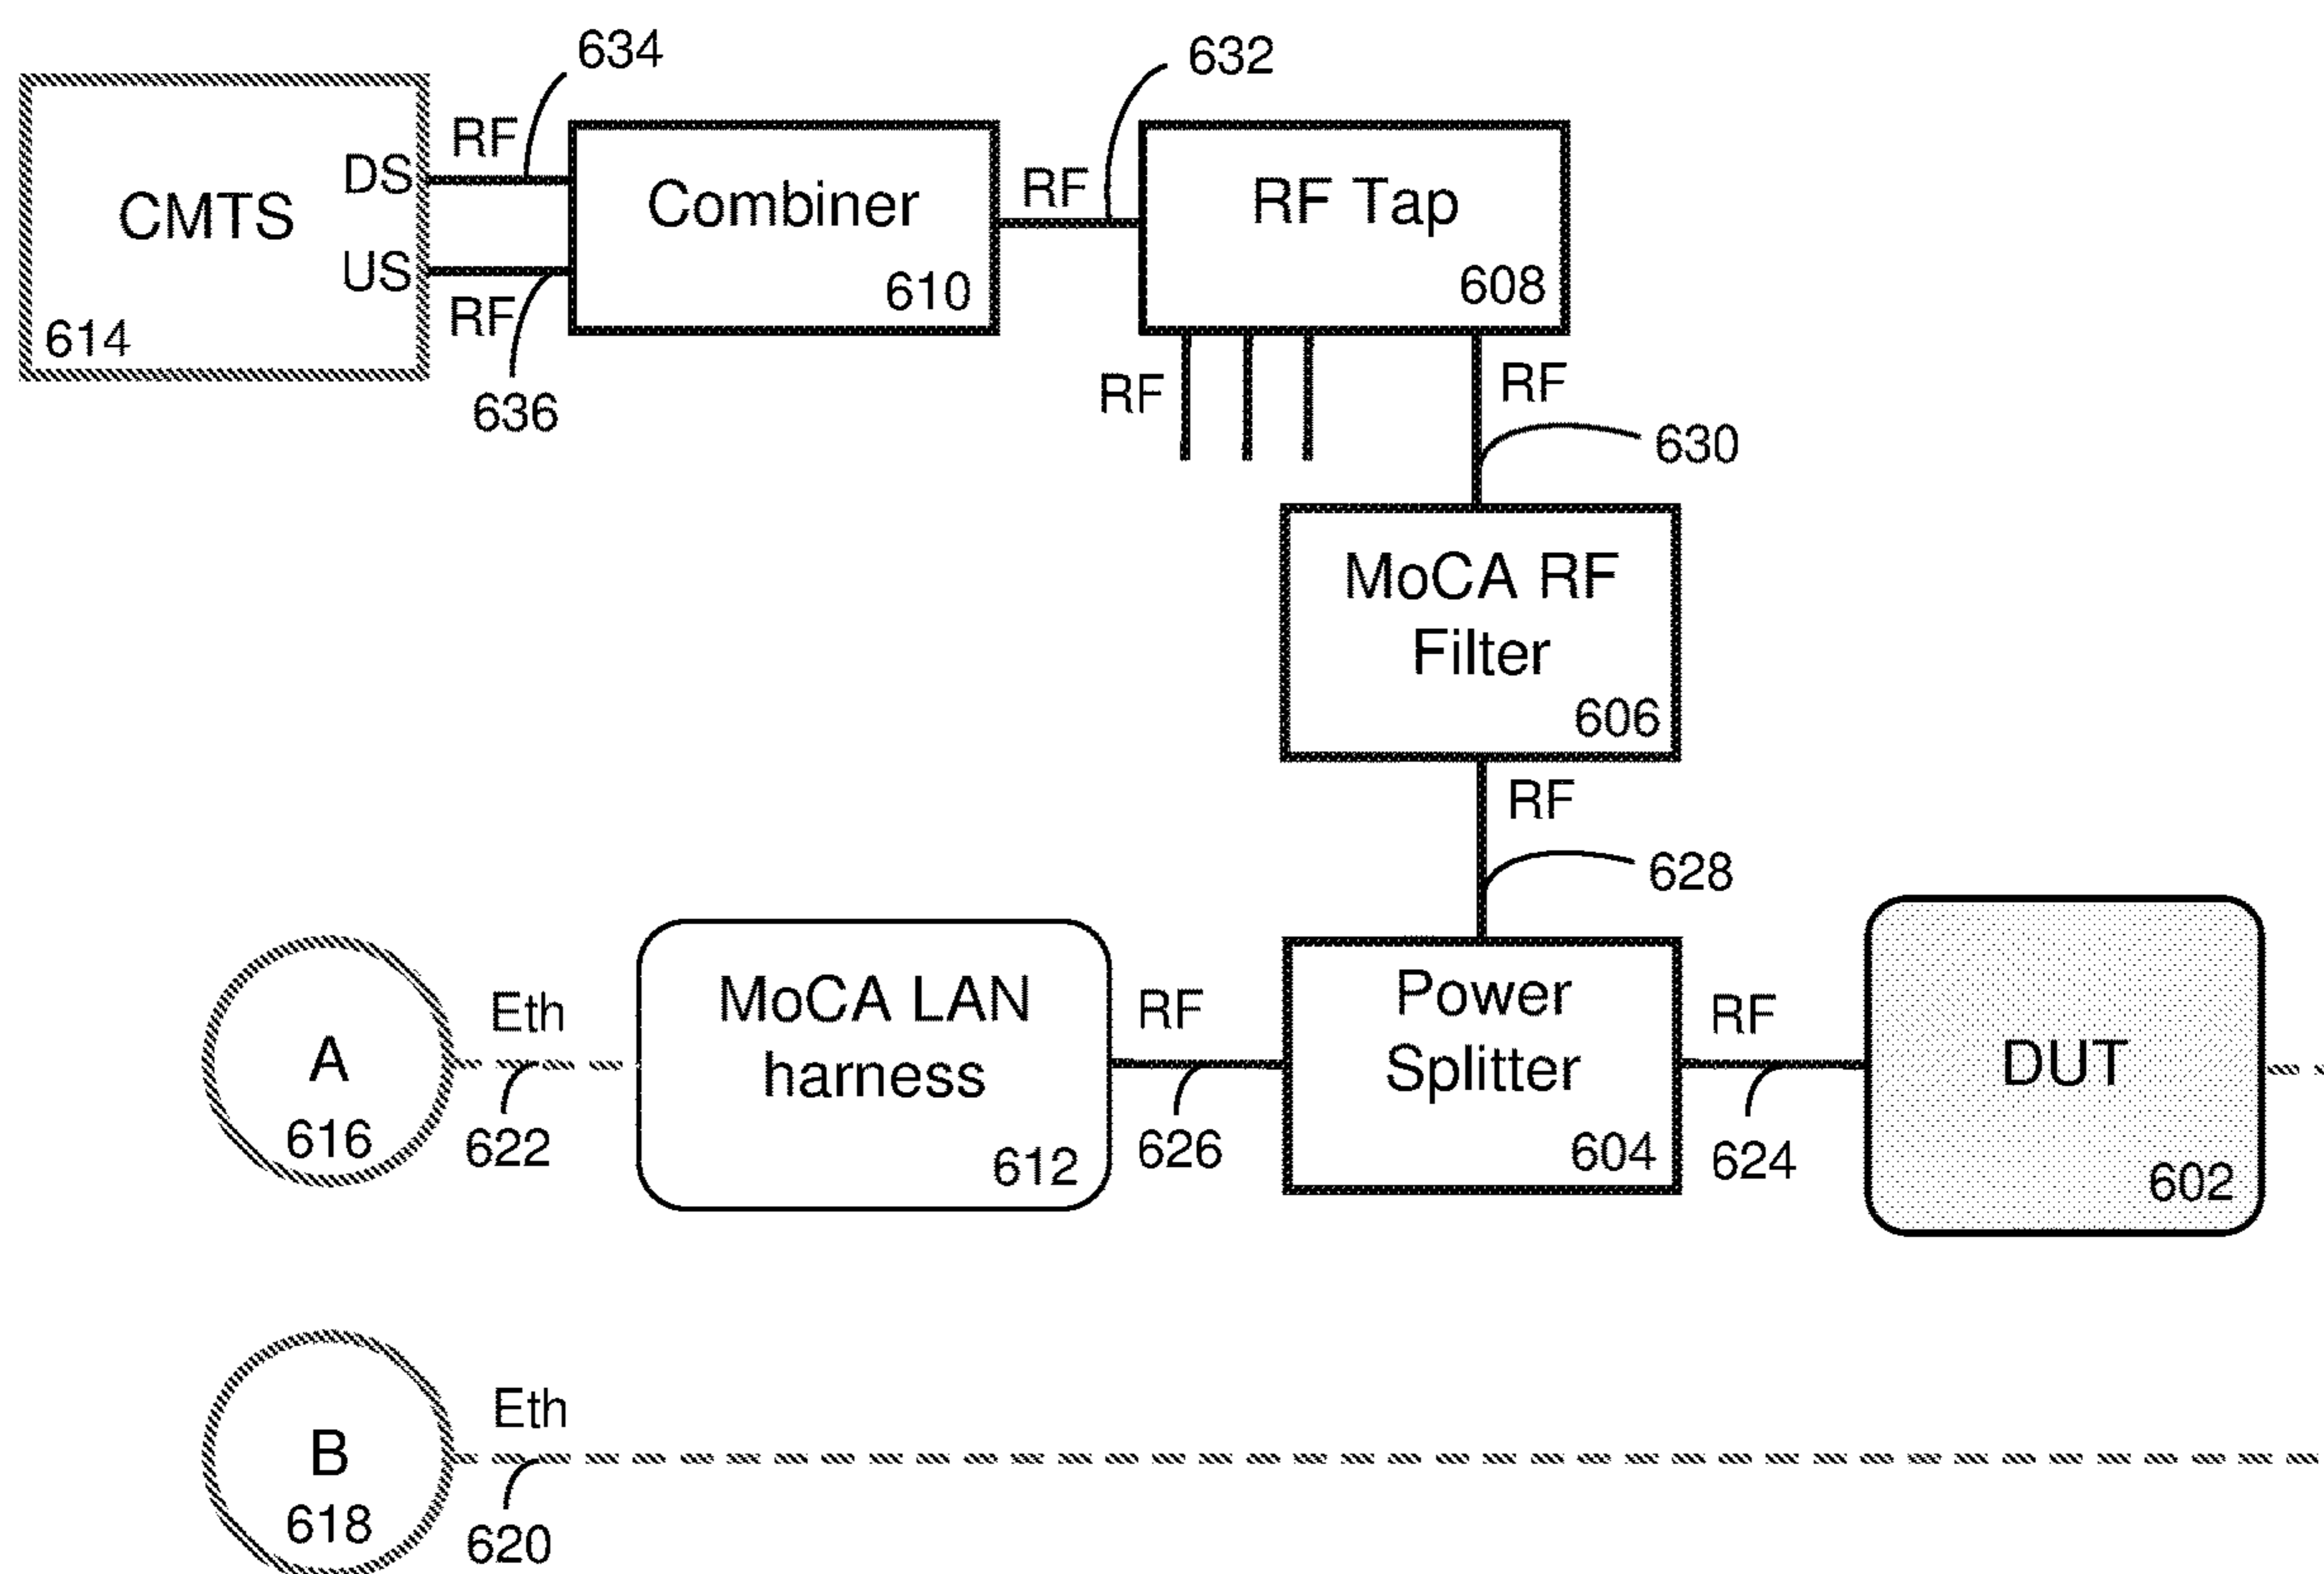 634
632
RF
DS
CMTS
US
614
RF
636
Combiner
610
RF
RF Tap
608
RF
RF
630
MoCA RF
Filter
606
RF
628
A
616
Eth
622
MoCA LAN
harness
612
RF
626
Power
Splitter
604
RF
624
DUT
602
B
618
Eth
620